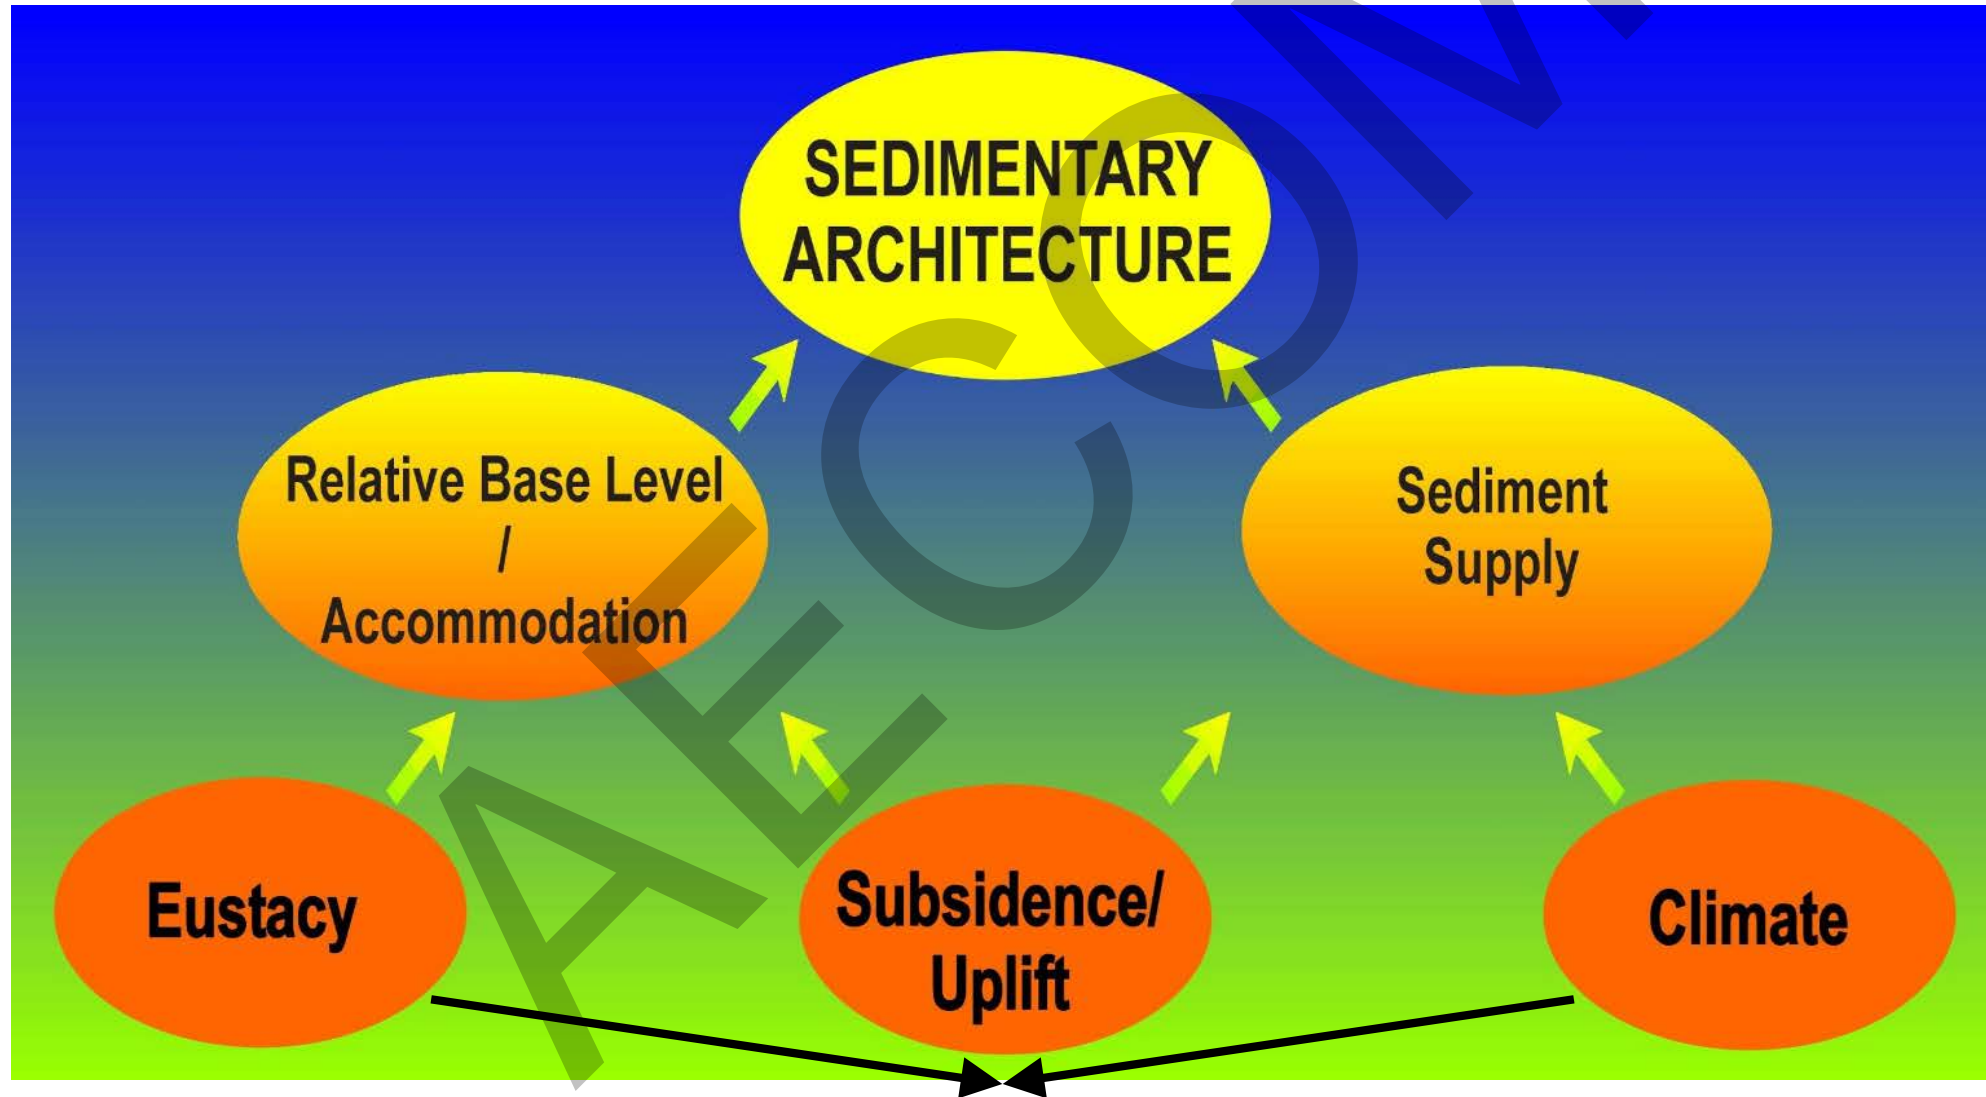 SEDIMENTARY
ARCHITECTURE
Relative Base Level
/
Accommodation
Sediment
Supply
Eustacy
Subsidence/
Uplift
Climate
AECOM